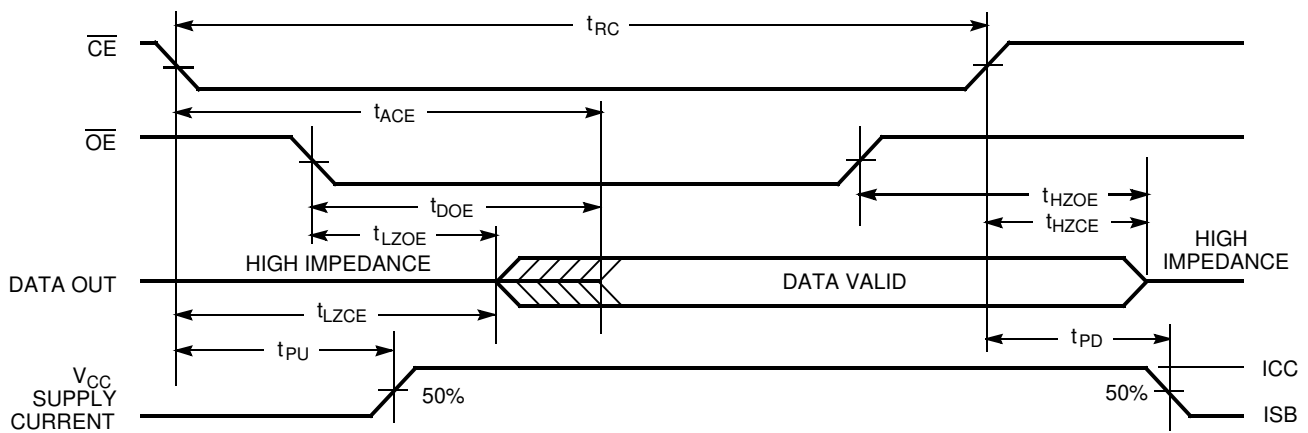 tRC
CE
tACE
OE
tDOE
tHZOE
tLZOE
tHZCE
HIGH IMPEDANCE
HIGH
IMPEDANCE
DATA OUT
DATA VALID
tLZCE
tPU
tPD
VCC
SUPPLY
CURRENT
50%
50%
ICC
ISB